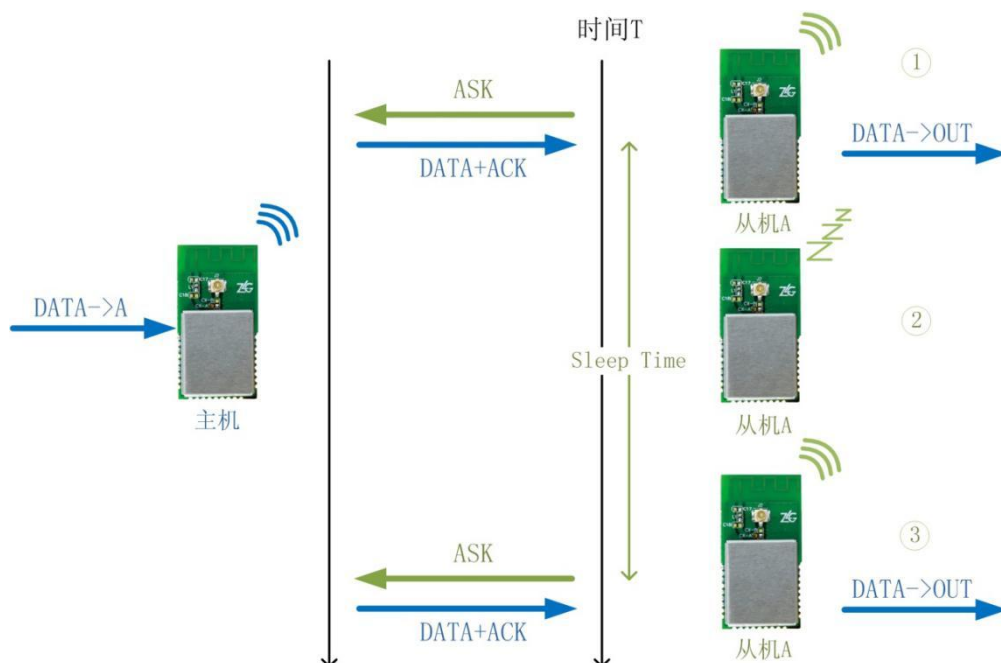 时间T
①
ASK
DATA->OUT
DATA+ACK
从机A
DATA->A
②
Sleep Time
主机
从机A
③
ASK
DATA->OUT
DATA+ACK
从机A